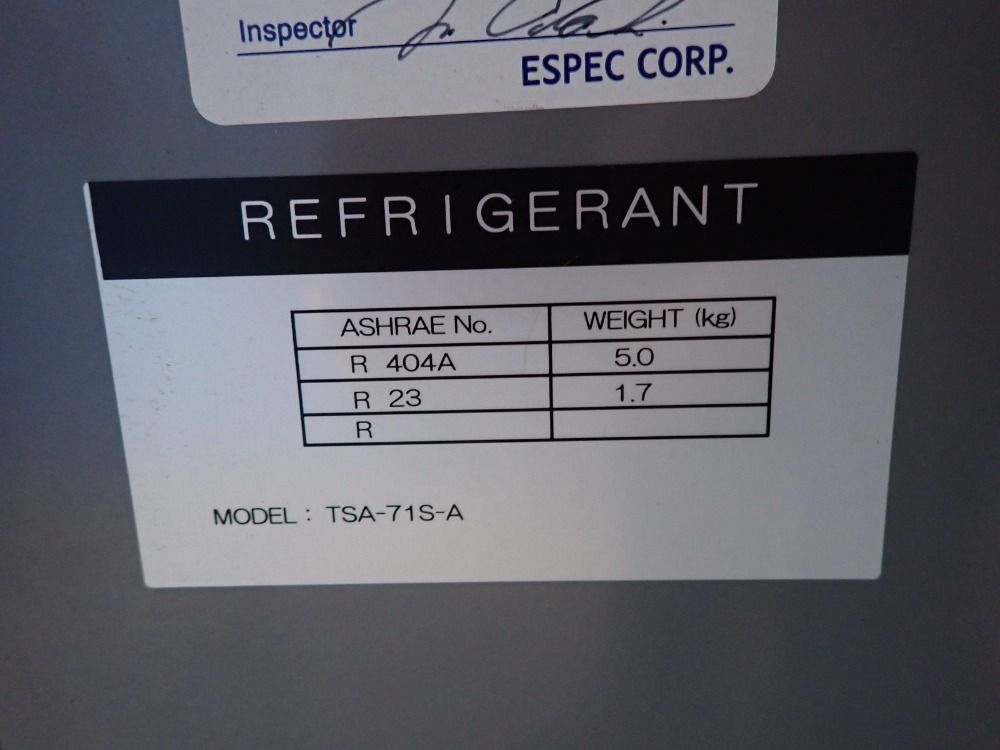 Inspector
ESPEC CORP.
REFRIGERANT
ASHRAE No. WEIGHT (kg)
R 404A 5.0
R 23 1.7
R
MODEL : TSA-71S-A